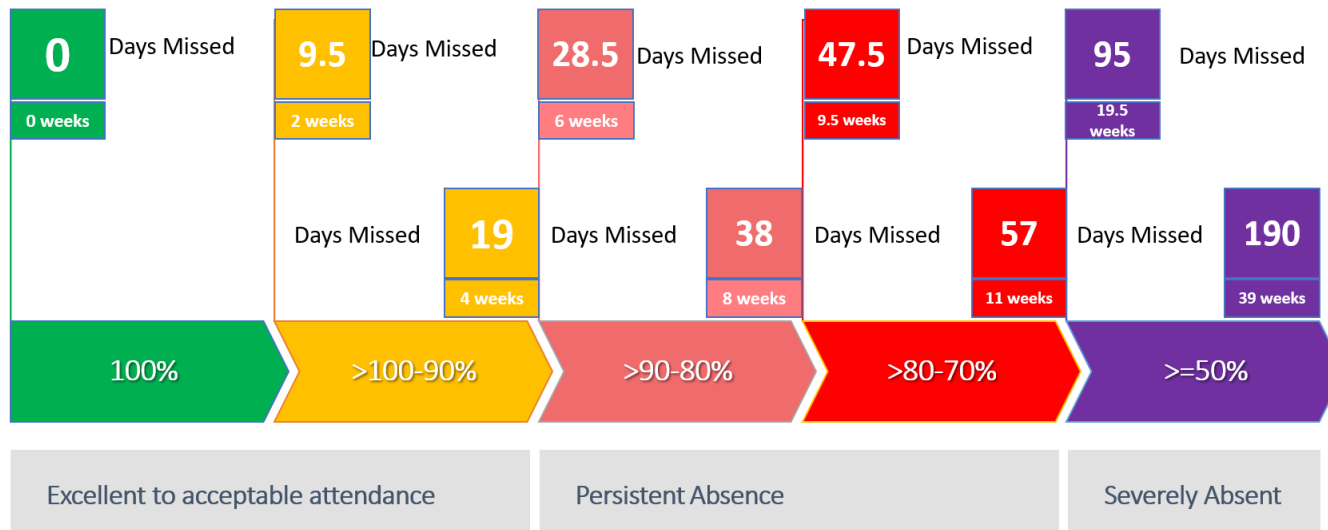 0
Days Missed
0 weeks
9.5
Days Missed
2 weeks
28.5
Days Missed
6 weeks
47.5
Days Missed
9.5 weeks
95
Days Missed
19.5
weeks
Days Missed
19
4 weeks
Days Missed
38
8 weeks
Days Missed
57
11 weeks
Days Missed
190
39 weeks
100%
>100-90%
>90-80%
>80-70%
>=50%
Excellent to acceptable attendance
Persistent Absence
Severely Absent